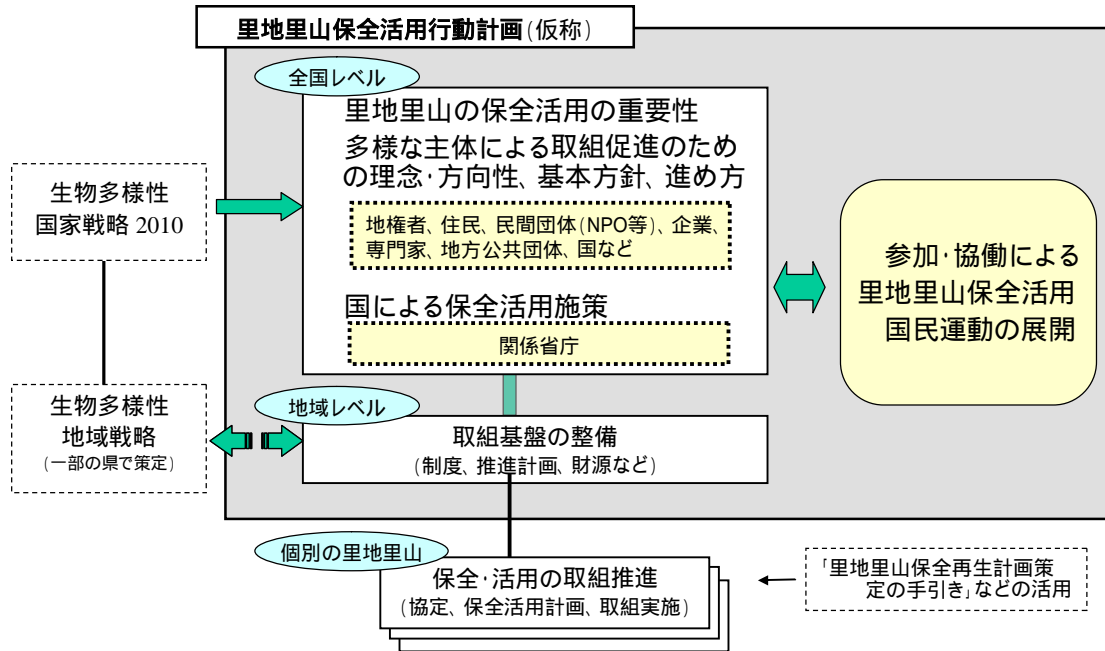 里地里山保全活用行動計画(仮称)
全国レベル
里地里山の保全活用の重要性
多様な主体による取組促進のため
の理念・方向性、基本方針、進め方
地権者、住民、民間団体(NPO等)、企業、
専門家、地方公共団体、国など
国による保全活用施策
関係省庁
生物多様性
国家戦略 2010
参加・協働による
里地里山保全活用
国民運動の展開
生物多様性
地域戦略
(一部の県で策定)
地域レベル
取組基盤の整備
(制度、推進計画、財源など)
個別の里地里山
保全・活用の取組推進
(協定、保全活用計画、取組実施)
「里地里山保全再生計画策
定の手引き」などの活用